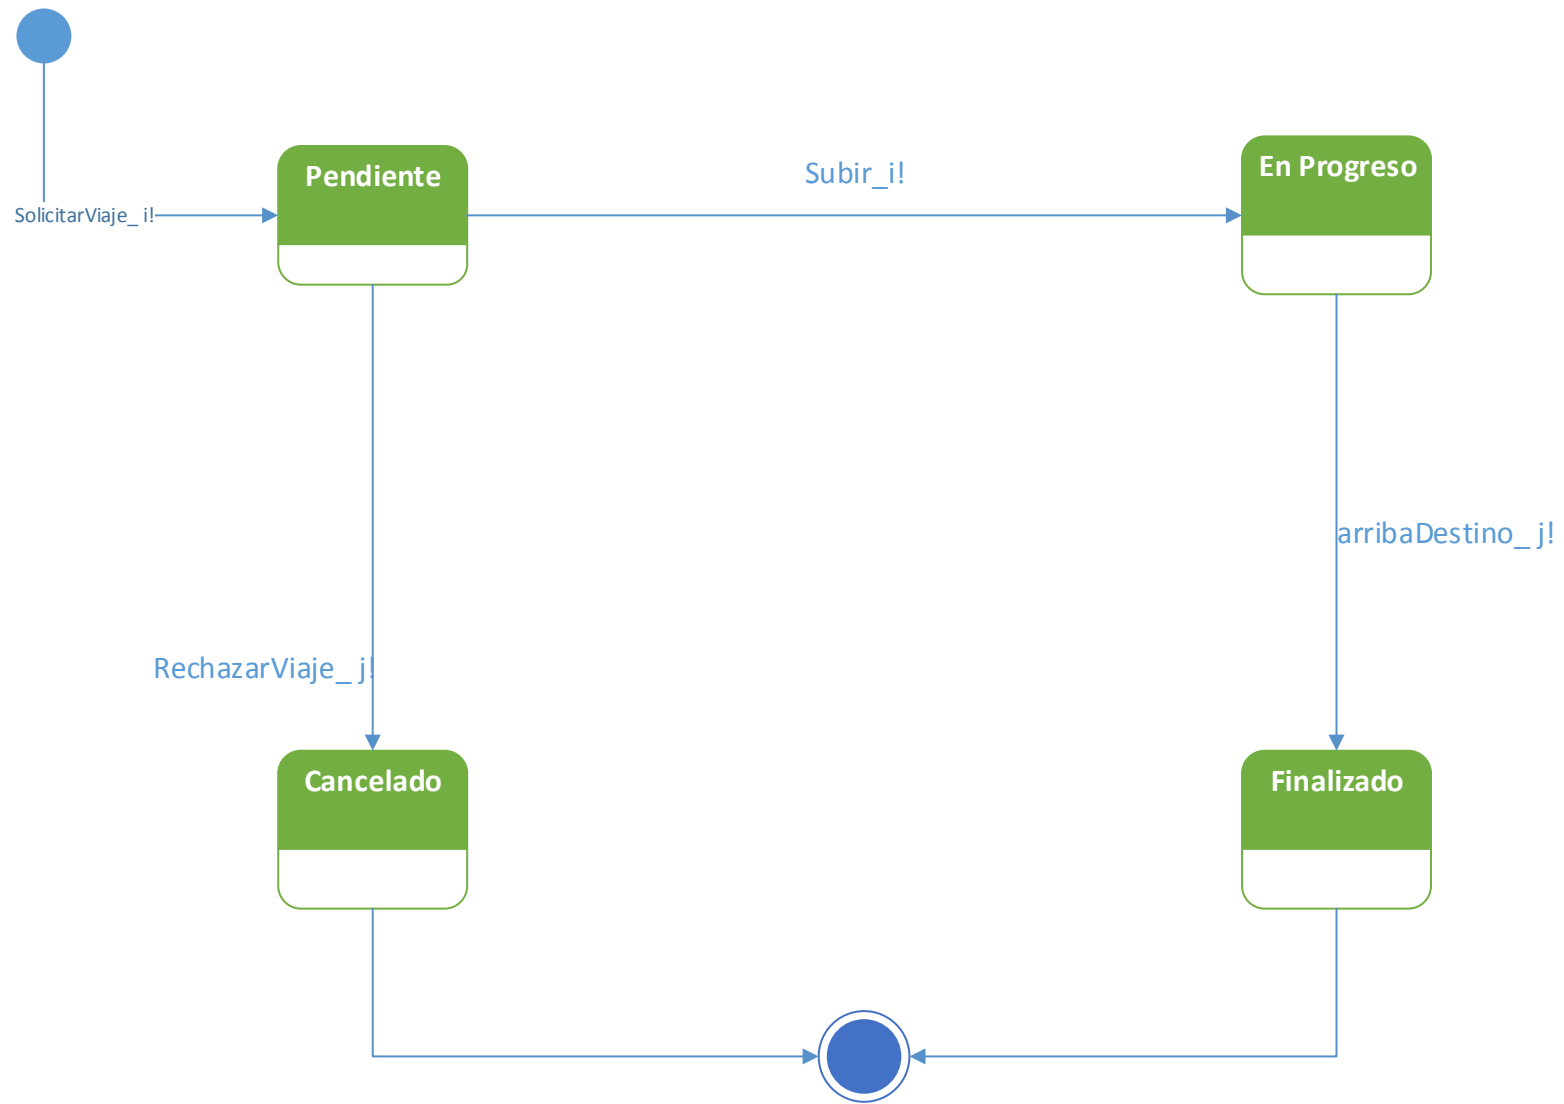 Pendiente
En Progreso
Subir_i!
SolicitarViaje_ i!
arribaDestino_ j!
RechazarViaje_ j!
Cancelado
Finalizado